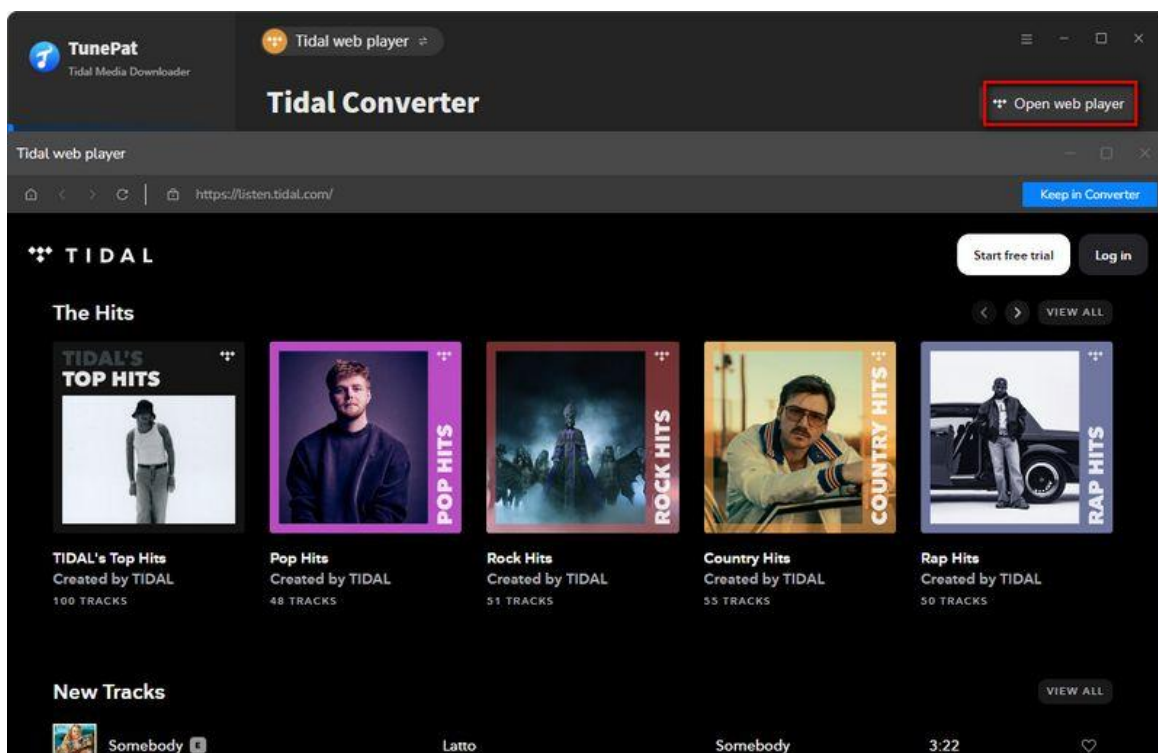 TunePat
Tidal Media Downloader
Tidal web player
Tidal Converter
Open web player
Tidal web player
https://listen.tidal.com/
Keep in Converter
TIDAL
Start free trial
Log in
The Hits
VIEW ALL
TIDAL'S
TOP HITS
POP HITS
ROCK HITS
COUNTRY HITS
RAP HITS
TIDAL's Top Hits
Created by TIDAL
100 TRACKS
Pop Hits
Created by TIDAL
48 TRACKS
Rock Hits
Created by TIDAL
51 TRACKS
Country Hits
Created by TIDAL
55 TRACKS
Rap Hits
Created by TIDAL
50 TRACKS
New Tracks
VIEW ALL
Somebody E Latto Somebody 3:22